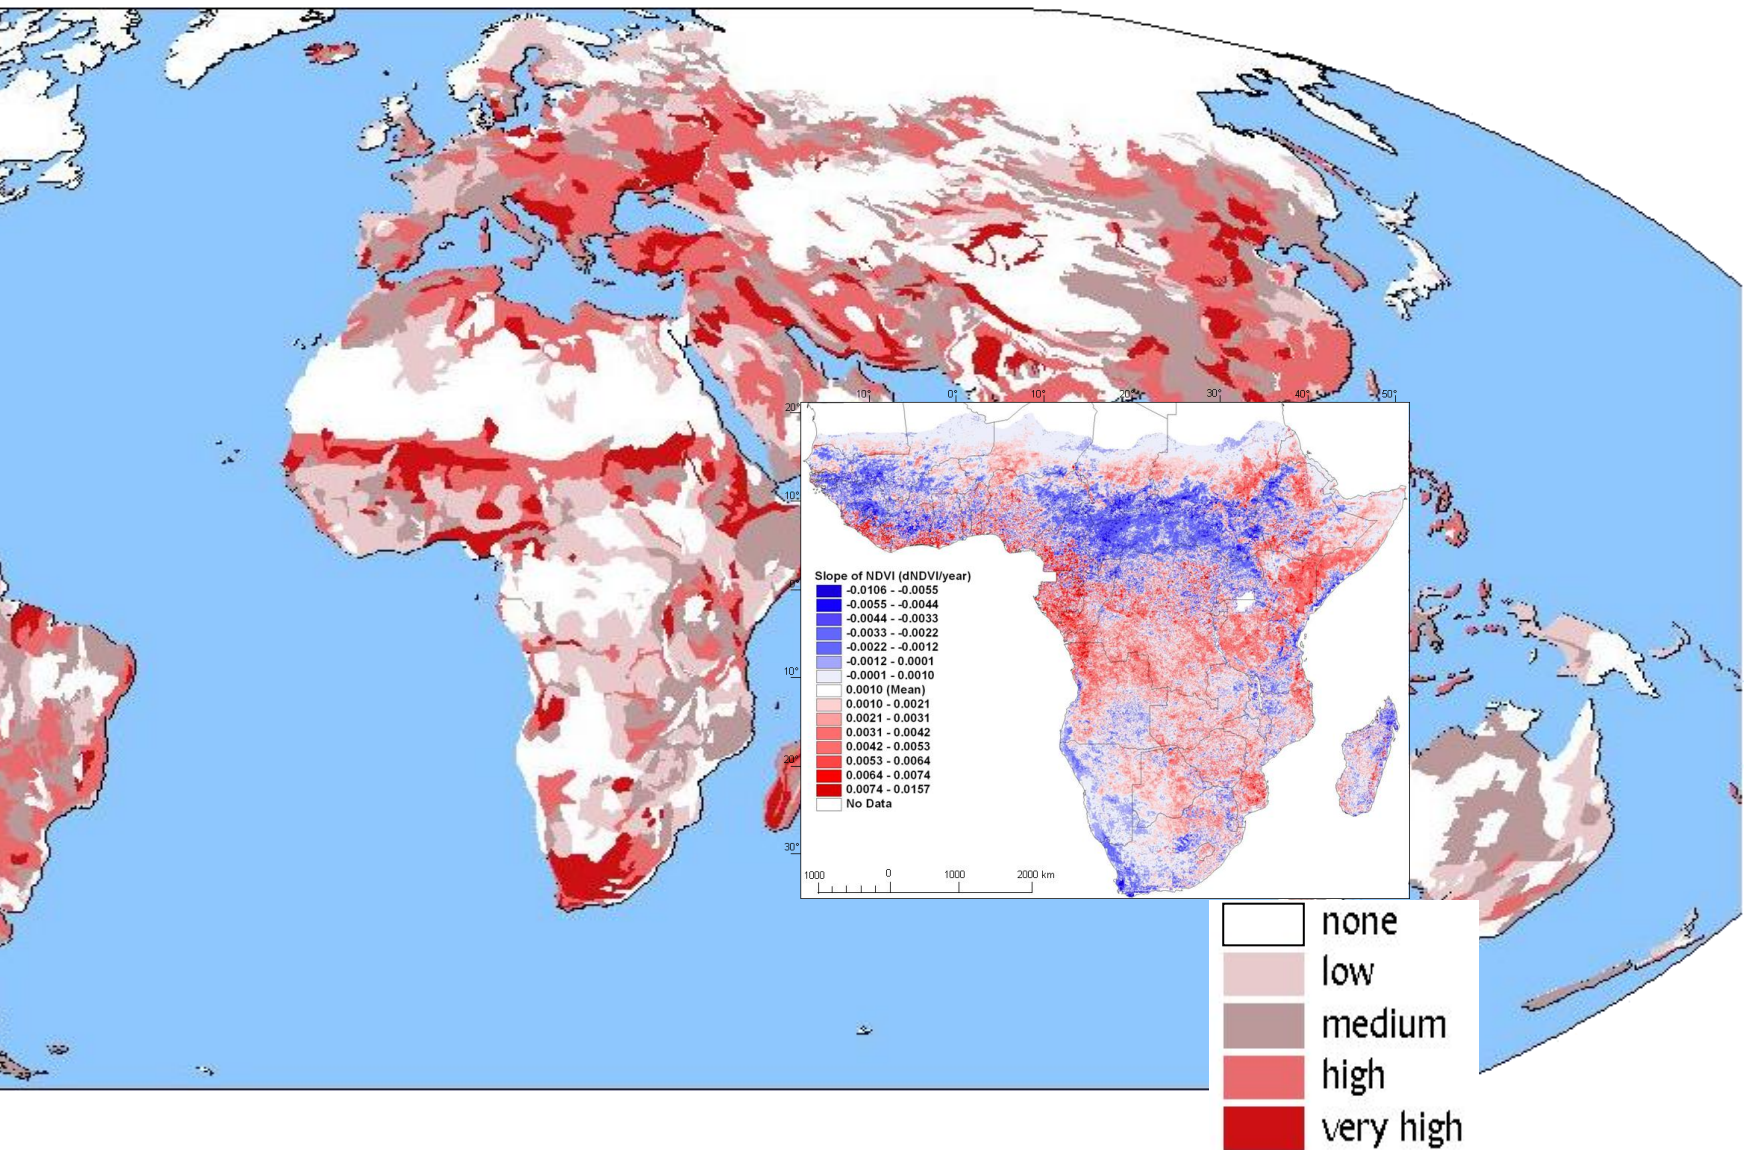 10° 0° 10° 20° 30° 40° 50°
20°
10°
Slope of NDVI (dNDVI/year)
-0.0106 - -0.0055
-0.0055 - -0.0044
-0.0044 - -0.0033
-0.0033 - -0.0022
-0.0022 - -0.0012
-0.0012 - 0.0001
-0.0001 - 0.0010
0.0010 (Mean)
0.0010 - 0.0021
0.0021 - 0.0031
0.0031 - 0.0042
0.0042 - 0.0053
0.0053 - 0.0064
0.0064 - 0.0074
0.0074 - 0.0157
No Data
10°
20°
30°
1000 0 1000 2000 km
none
low
medium
high
very high